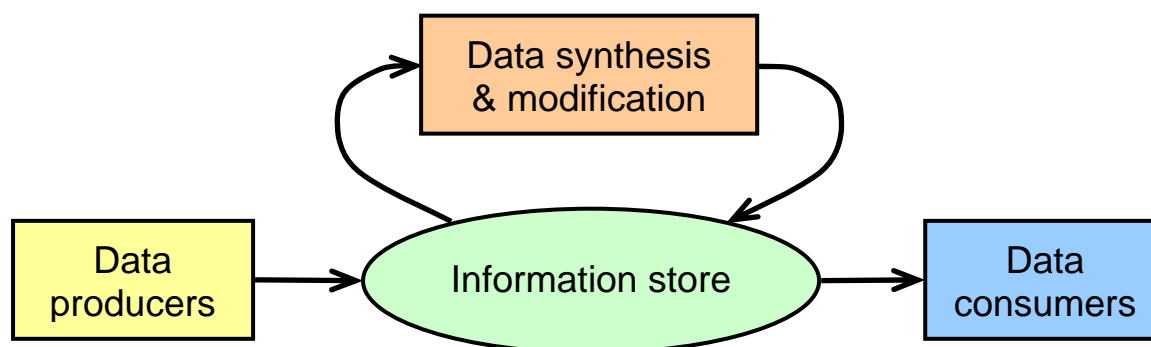 Data synthesis
& modification
Data
producers
Information store
Data
consumers